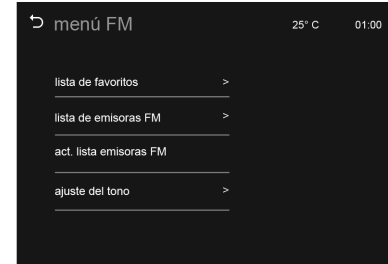 menú FM 25° C 01:00
lista de favoritos >
lista de emisoras FM >
act. lista emisoras FM
ajuste del tono >